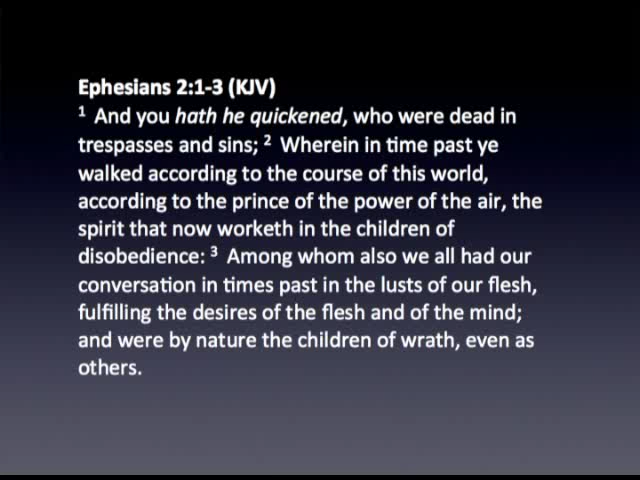 Ephesians 2:1-3 (KJV)
1 And you hath he quickened, who were dead in
trespasses and sins; 2 Wherein in time past ye
walked according to the course of this world,
according to the prince of the power of the air, the
spirit that now worketh in the children of
disobedience: 3 Among whom also we all had our
conversation in times past in the lusts of our flesh,
fulfilling the desires of the flesh and of the mind;
and were by nature the children of wrath, even as
others.